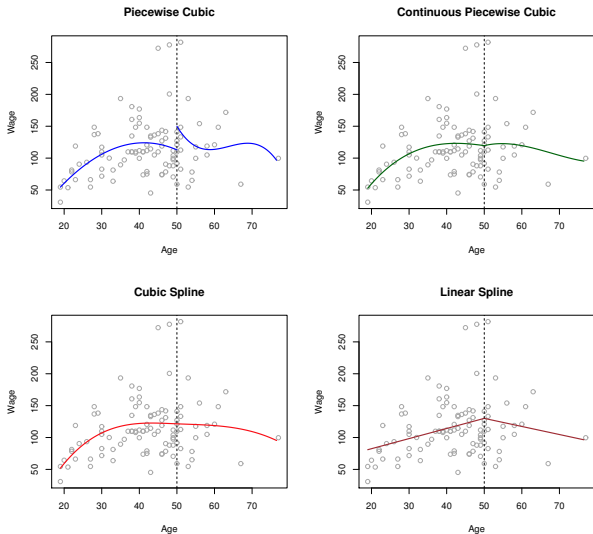 Piecewise Cubic
Wage
50 100 150 200 250
20 30 40 50 60 70
Age
Continuous Piecewise Cubic
Wage
50 100 150 200 250
20 30 40 50 60 70
Age
Cubic Spline
Wage
50 100 150 200 250
20 30 40 50 60 70
Age
Linear Spline
Wage
50 100 150 200 250
20 30 40 50 60 70
Age